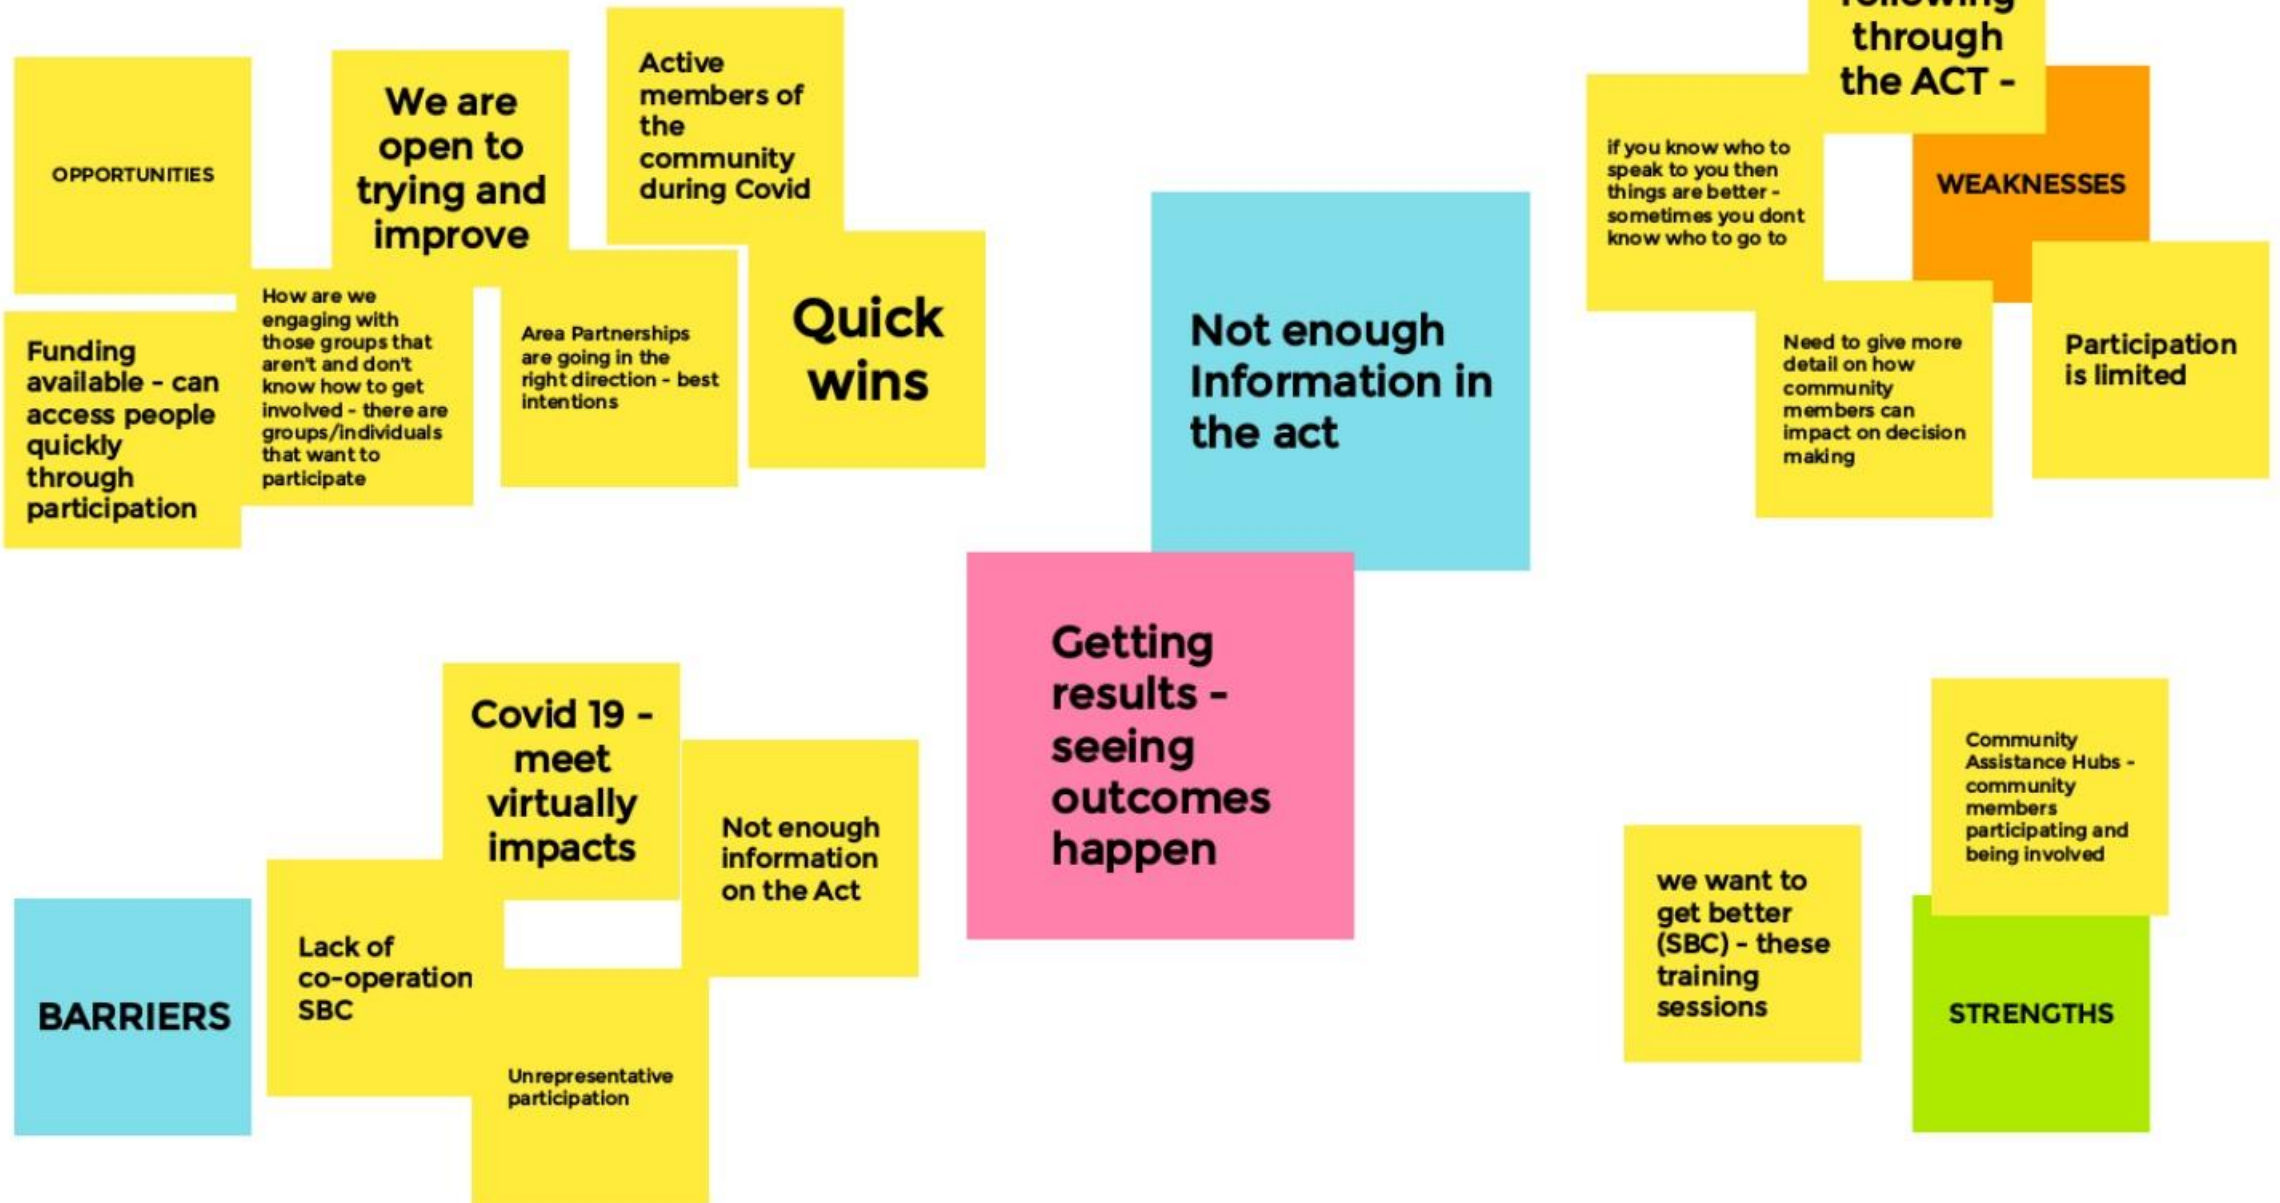 OPPORTUNITIES
We are
open to
trying and
improve
Active
members of
the
community
during Covid
Funding
available - can
access people
quickly
through
participation
How are we
engaging with
those groups that
aren't and don't
know how to get
involved - there are
groups/individuals
that want to
participate
Area Partnerships
are going in the
right direction - best
intentions
Quick
wins
Not enough
Information in
the act
Getting
results -
seeing
outcomes
happen
following
through
the ACT -
if you know who to
speak to you then
things are better -
sometimes you dont
know who to go to
WEAKNESSES
Need to give more
detail on how
community
members can
impact on decision
making
Participation
is limited
BARRIERS
Covid 19 -
meet
virtually
impacts
Lack of
co-operation
SBC
Not enough
information
on the Act
Unrepresentative
participation
Community
Assistance Hubs -
community
members
participating and
being involved
we want to
get better
(SBC) - these
training
sessions
STRENGTHS